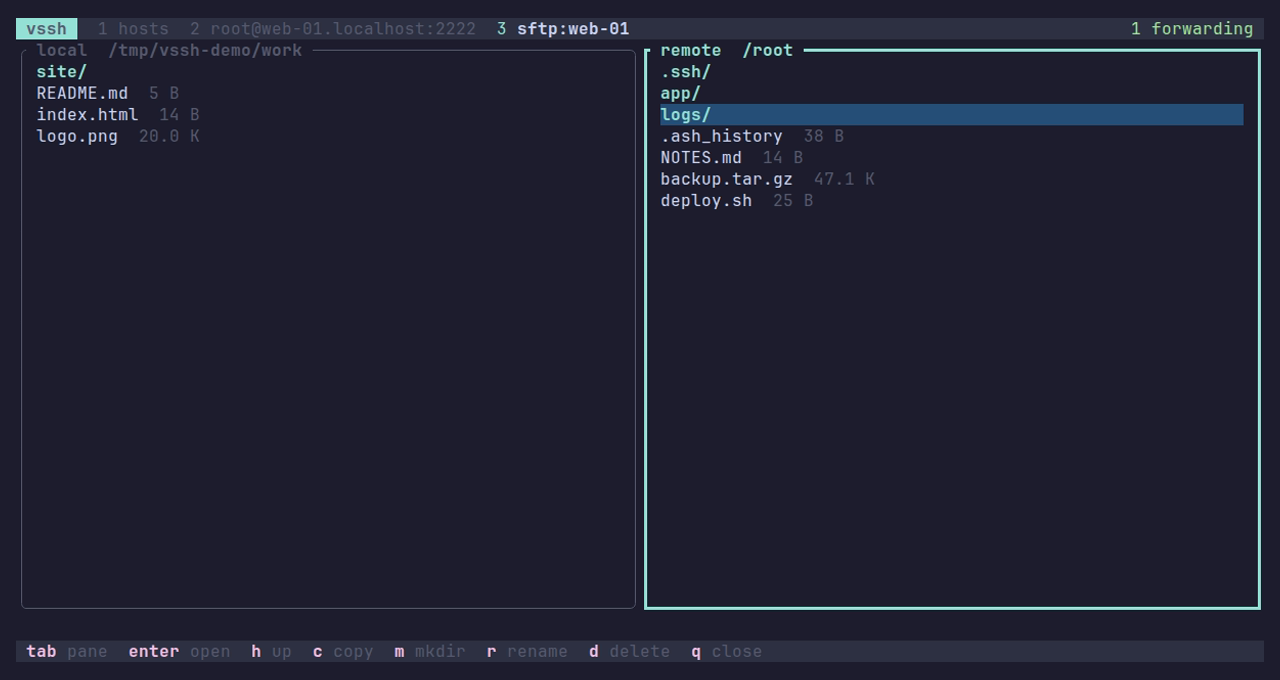 vssh 1 hosts 2 root@web-01.localhost:2222 3 sftp:web-01 1 forwarding
local /tmp/vssh-demo/work
site/
README.md 5 B
index.html 14 B
logo.png 20.0 K
remote /root
.ssh/
app/
logs/
.ash_history 38 B
NOTES.md 14 B
backup.tar.gz 47.1 K
deploy.sh 25 B
tab pane enter open h up c copy m mkdir r rename d delete q close